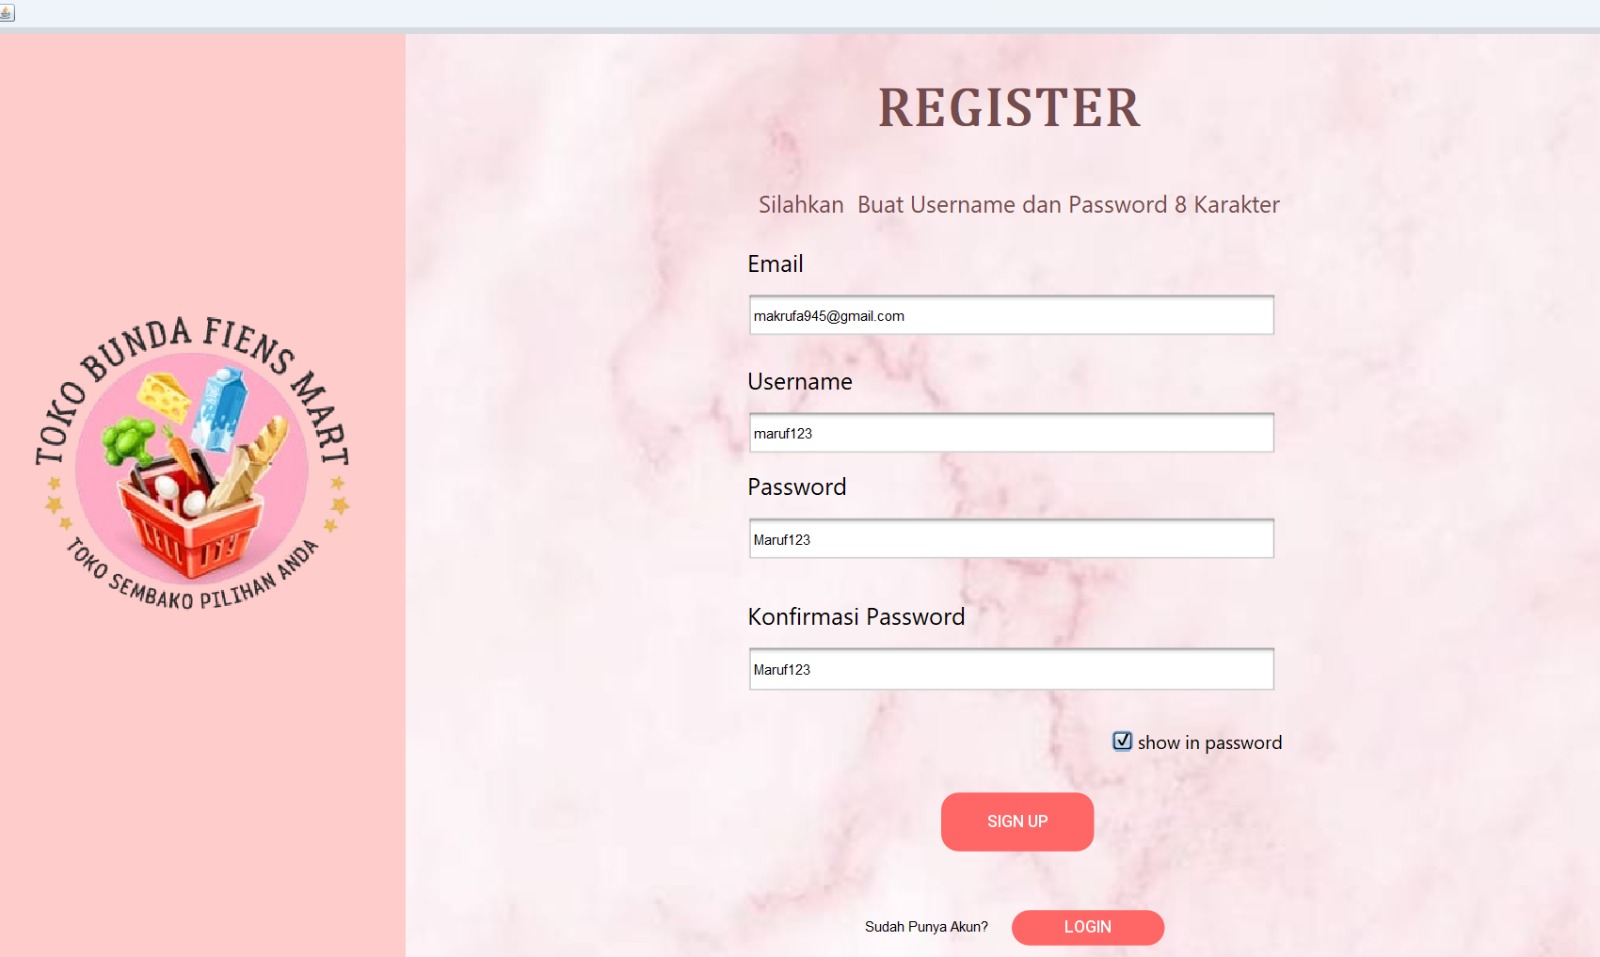 TOKO BUNDA FIENS MART
TOKO SEMBAKO PILIHAN ANDA
REGISTER
Silahkan  Buat Username dan Password 8 Karakter
Email
makrufa945@gmail.com
Username
maruf123
Password
Maruf123
Konfirmasi Password
Maruf123
show in password
SIGN UP
Sudah Punya Akun? LOGIN